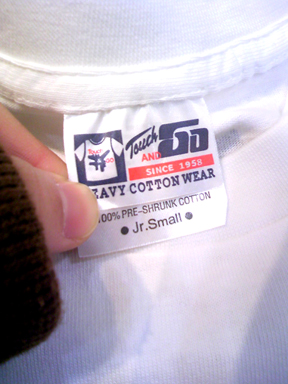 Touch
AND GO
SINCE 1958
HEAVY COTTON WEAR
100% PRE-SHRUNK COTTON
• Jr.Small •